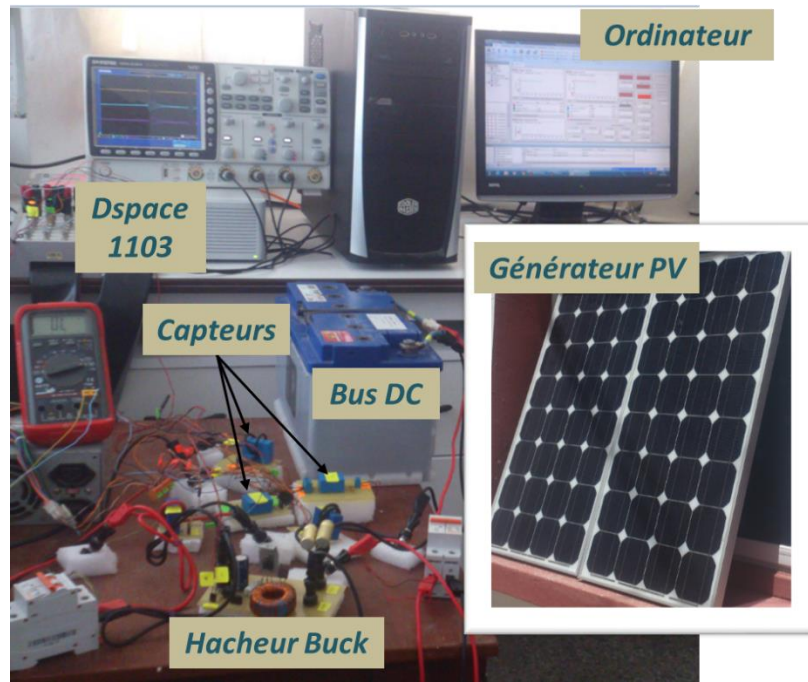 Ordinateur
Dspace
1103
Générateur PV
Capteurs
Bus DC
Hacheur Buck